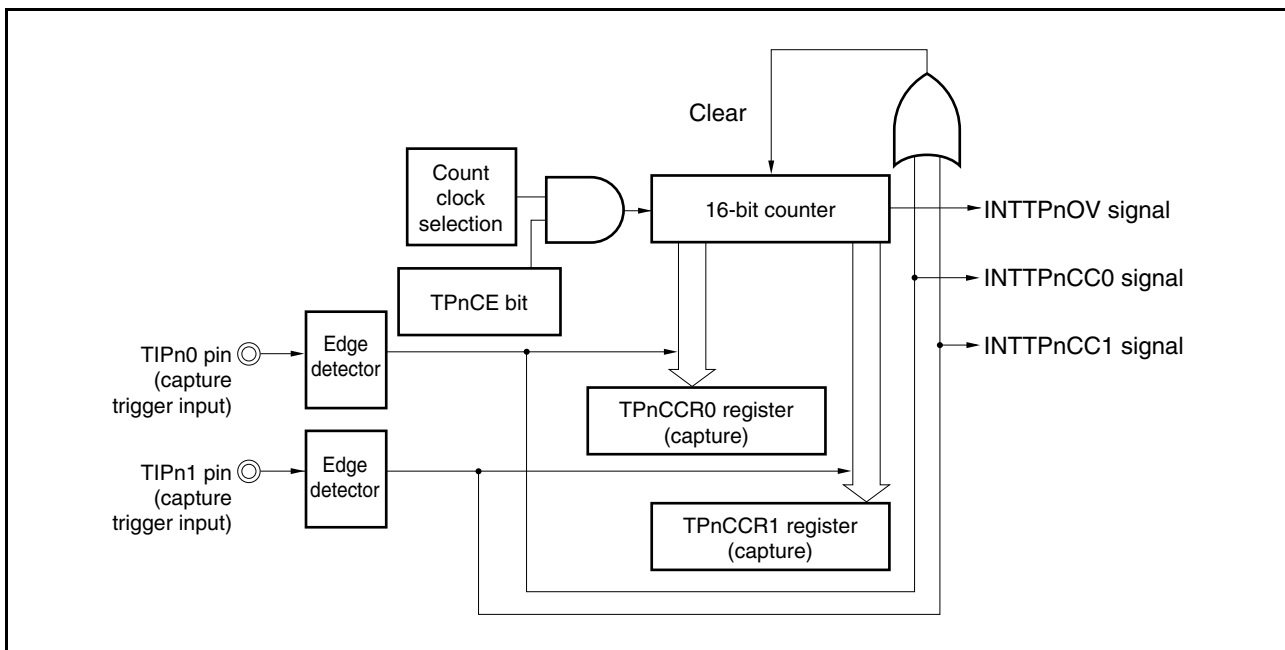 Clear
Count
clock
selection
16-bit counter
INTTPnOV signal
TPnCE bit
INTTPnCC0 signal
INTTPnCC1 signal
TIPn0 pin
(capture
trigger input)
Edge
detector
TPnCCR0 register
(capture)
TIPn1 pin
(capture
trigger input)
Edge
detector
TPnCCR1 register
(capture)